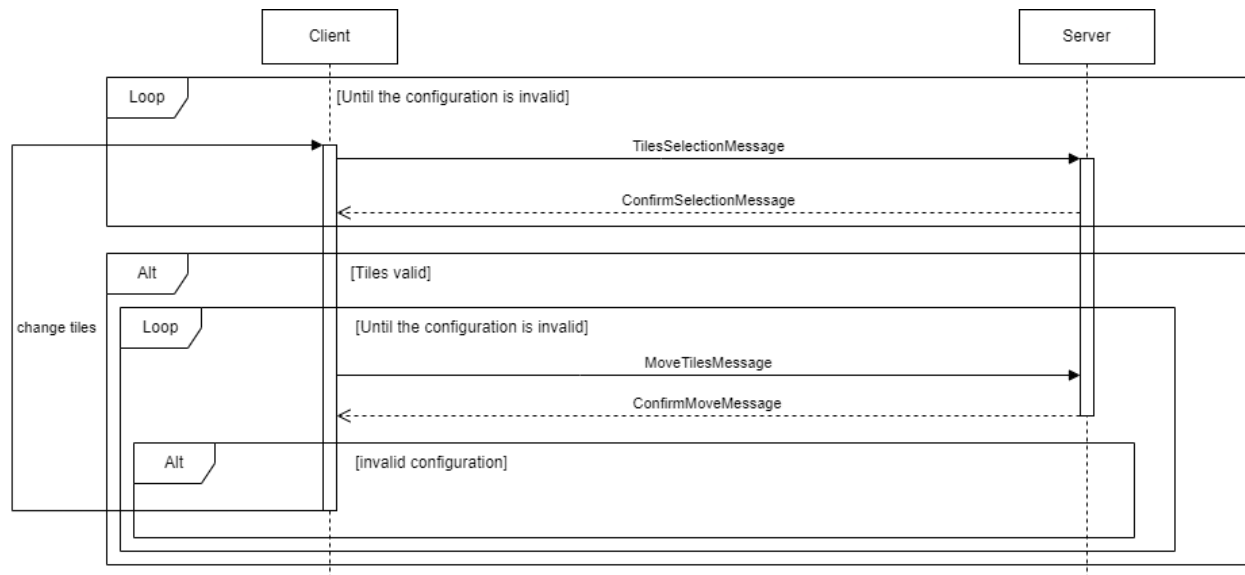 Client
Server
Loop
[Until the configuration is invalid]
TilesSelectionMessage
ConfirmSelectionMessage
Alt
[Tiles valid]
change tiles
Loop
[Until the configuration is invalid]
MoveTilesMessage
ConfirmMoveMessage
Alt
[invalid configuration]